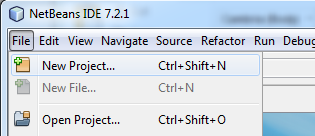 NetBeans IDE 7.2.1
File Edit View Navigate Source Refactor Run Debug
New Project... Ctrl+Shift+N
New File... Ctrl+N
Open Project... Ctrl+Shift+O